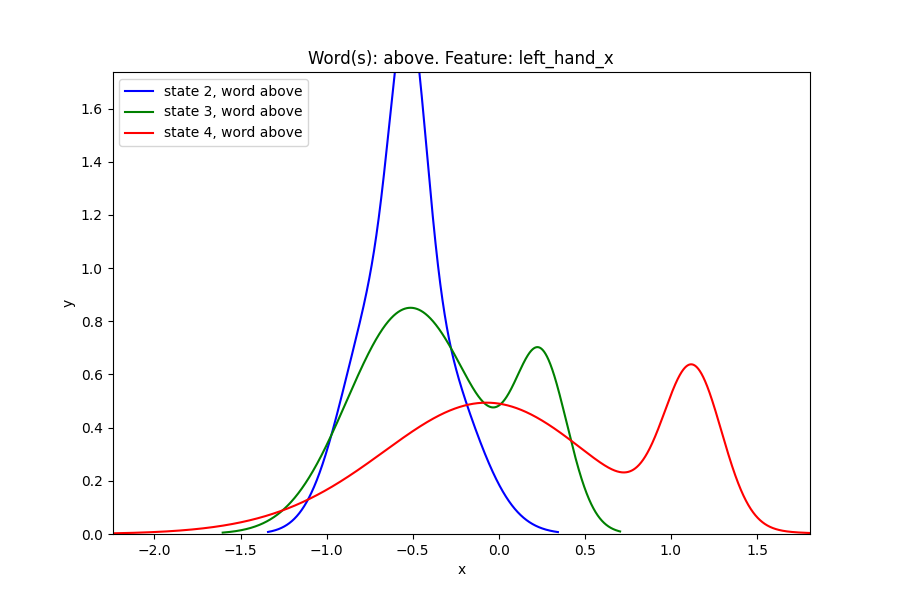 Word(s): above. Feature: left_hand_x
state 2, word above
state 3, word above
state 4, word above
1.6
1.4
1.2
1.0
0.8
0.6
0.4
0.2
0.0
y
−2.0 −1.5 −1.0 −0.5 0.0 0.5 1.0 1.5
x